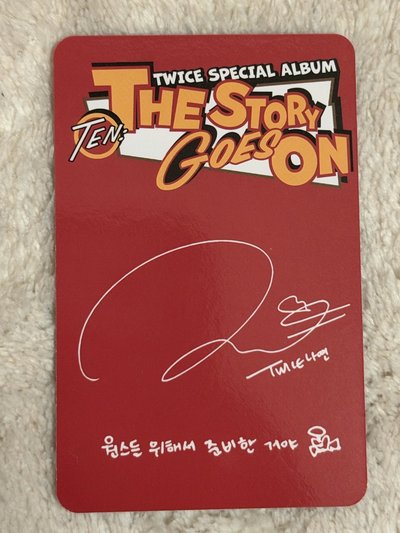 TWICE SPECIAL ALBUM
TEN: THE STORY
GOES ON
TWICE 나연
원스들 위해서 준비한 거야